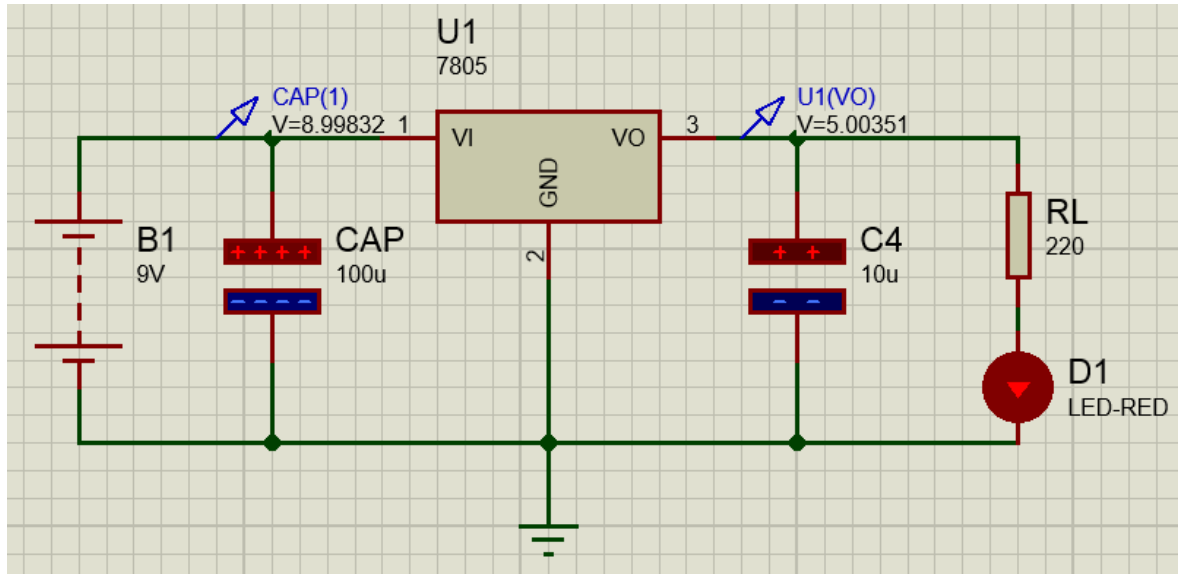 U1
7805
CAP(1)
V=8.99832
1
VI
VO
GND
2
3
U1(VO)
V=5.00351
B1
9V
CAP
100u
C4
10u
RL
220
D1
LED-RED